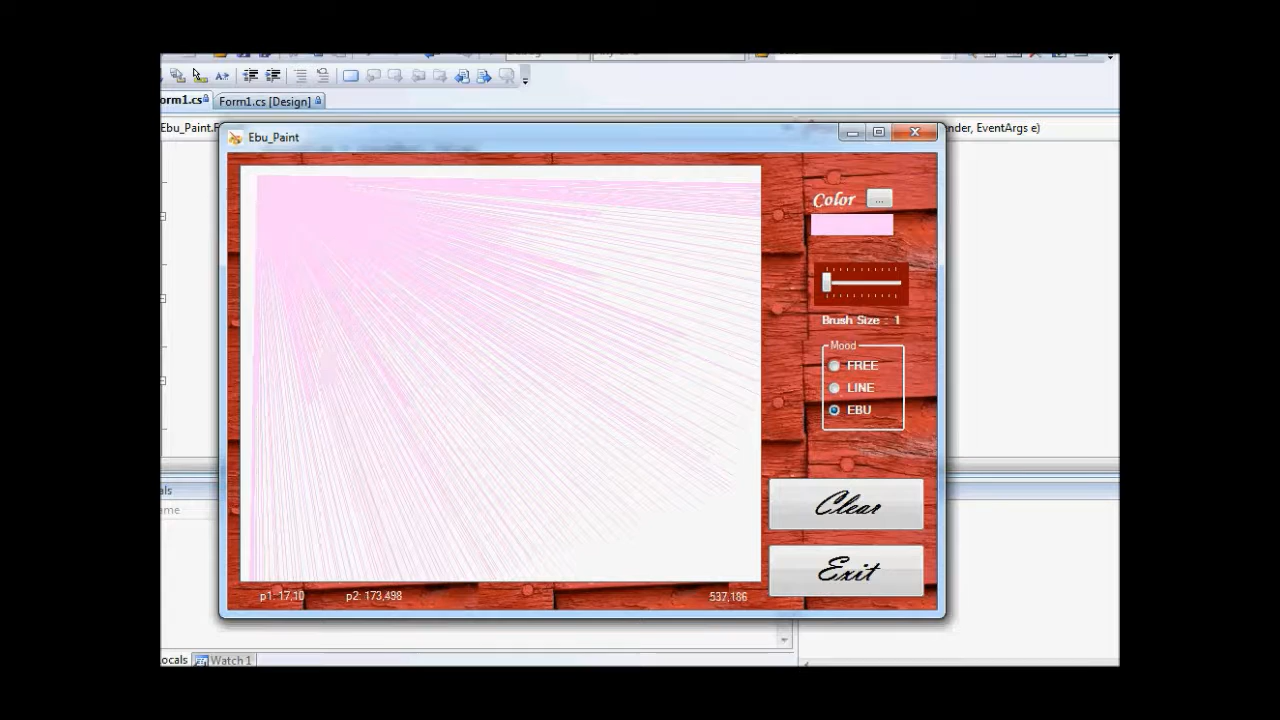 orm1.cs
Form1.cs [Design]
Ebu_Paint.F
ender, EventArgs e)
Ebu_Paint
Color
...
Brush Size : 1
Mood
FREE
LINE
EBU
Clear
Exit
p1: 17,10
p2: 173,498
537,186
als
ame
ocals
Watch 1